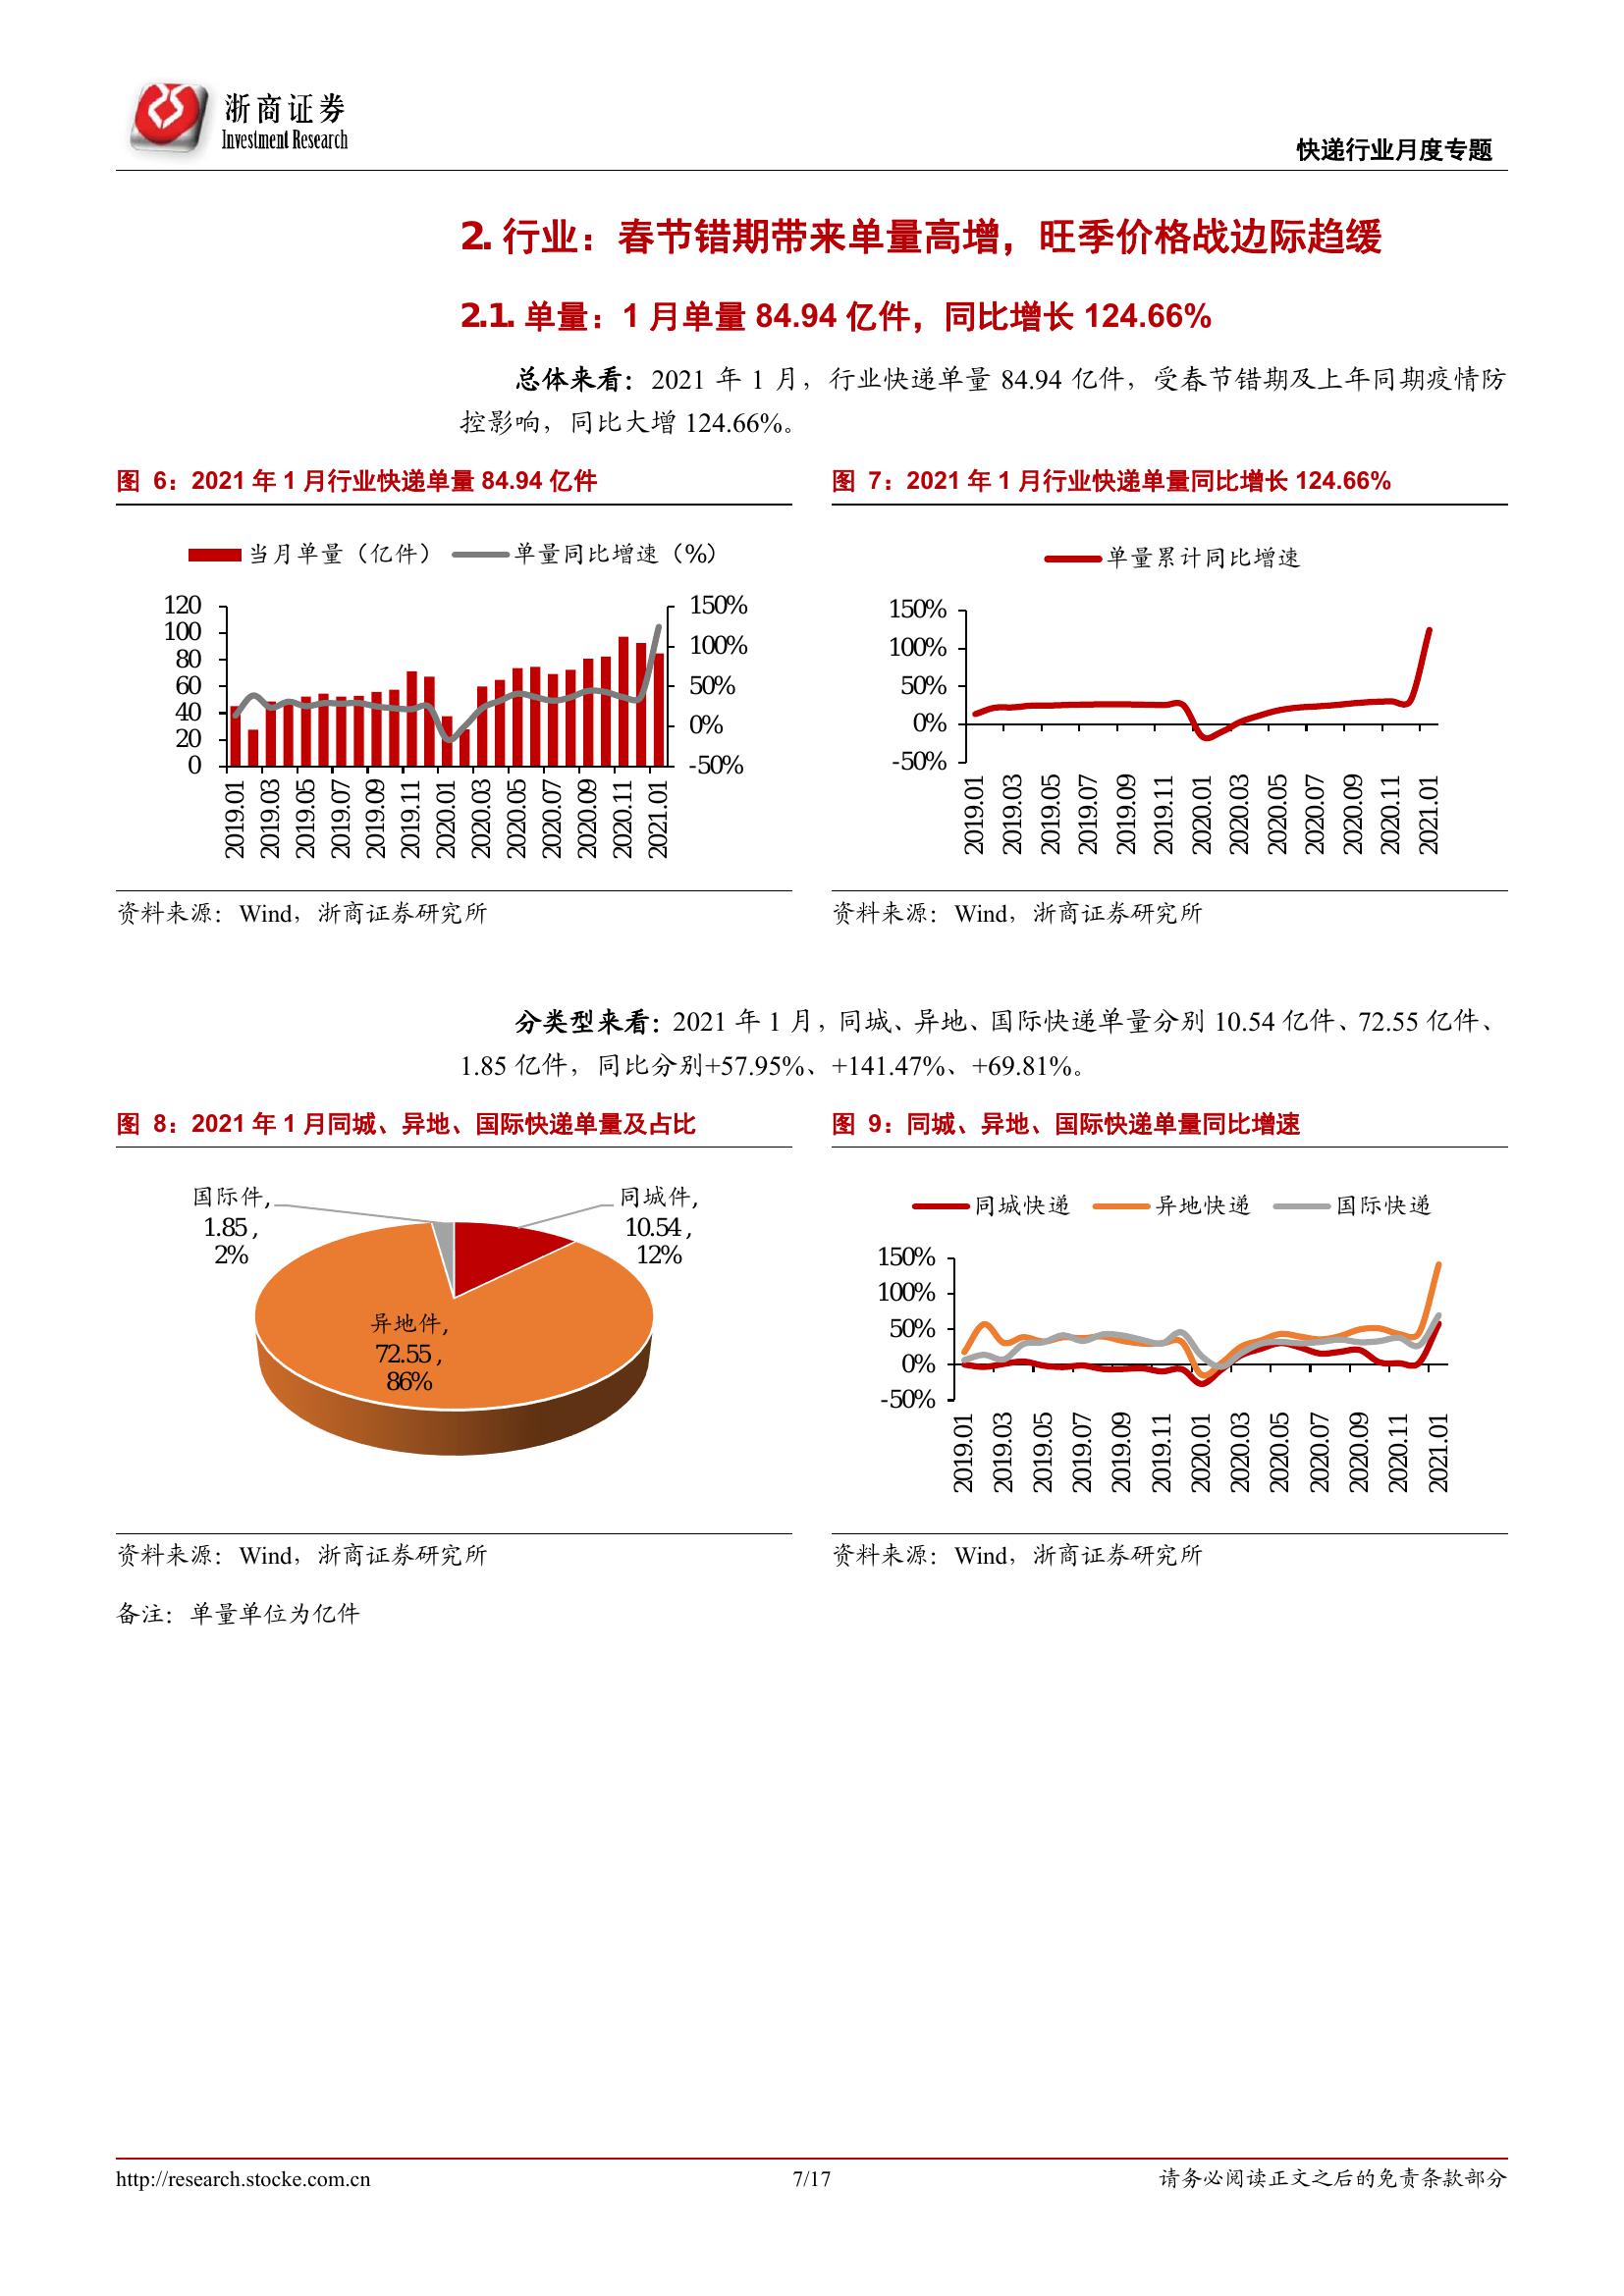 浙商证券
Investment Research
快递行业月度专题
2. 行业：春节错期带来单量高增，旺季价格战边际趋缓
2.1. 单量：1 月单量 84.94 亿件，同比增长 124.66%
总体来看：2021 年 1 月，行业快递单量 84.94 亿件，受春节错期及上年同期疫情防
控影响，同比大增 124.66%。
图 6：2021 年 1 月行业快递单量 84.94 亿件
当月单量（亿件） 单量同比增速（%）
120
100
80
60
40
20
0
150%
100%
50%
0%
-50%
2019.01
2019.03
2019.05
2019.07
2019.09
2019.11
2020.01
2020.03
2020.05
2020.07
2020.09
2020.11
2021.01
资料来源：Wind，浙商证券研究所
图 7：2021 年 1 月行业快递单量同比增长 124.66%
单量累计同比增速
150%
100%
50%
0%
-50%
2019.01
2019.03
2019.05
2019.07
2019.09
2019.11
2020.01
2020.03
2020.05
2020.07
2020.09
2020.11
2021.01
资料来源：Wind，浙商证券研究所
分类型来看：2021 年 1 月，同城、异地、国际快递单量分别 10.54 亿件、72.55 亿件、
1.85 亿件，同比分别+57.95%、+141.47%、+69.81%。
图 8：2021 年 1 月同城、异地、国际快递单量及占比
国际件,
1.85 ,
2%
同城件,
10.54 ,
12%
异地件,
72.55 ,
86%
资料来源：Wind，浙商证券研究所
图 9：同城、异地、国际快递单量同比增速
同城快递 异地快递 国际快递
150%
100%
50%
0%
-50%
2019.01
2019.03
2019.05
2019.07
2019.09
2019.11
2020.01
2020.03
2020.05
2020.07
2020.09
2020.11
2021.01
资料来源：Wind，浙商证券研究所
备注：单量单位为亿件
http://research.stocke.com.cn
7/17
请务必阅读正文之后的免责条款部分